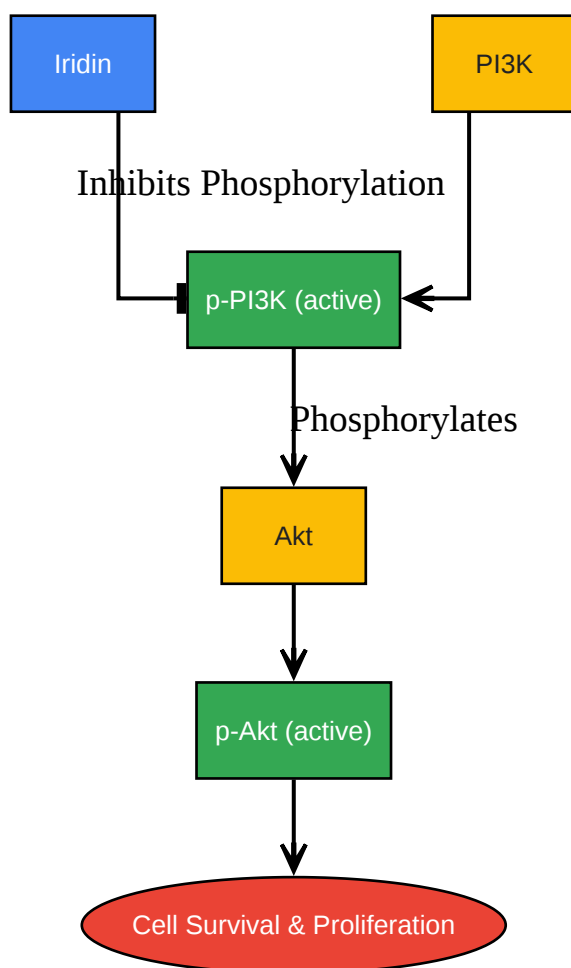 Iridin
PI3K
Inhibits Phosphorylation
p-PI3K (active)
Phosphorylates
Akt
p-Akt (active)
Cell Survival & Proliferation